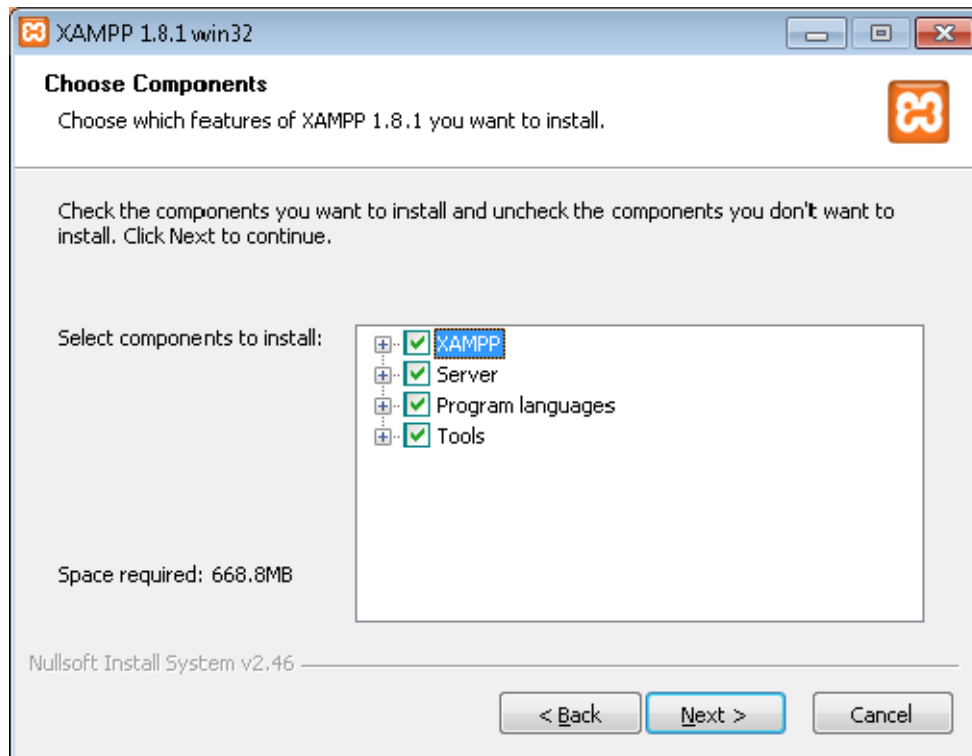 XAMPP 1.8.1 win32
Choose Components
Choose which features of XAMPP 1.8.1 you want to install.
Check the components you want to install and uncheck the components you don't want to
install. Click Next to continue.
Select components to install:
XAMPP
Server
Program languages
Tools
Space required: 668.8MB
Nullsoft Install System v2.46
< Back
Next >
Cancel